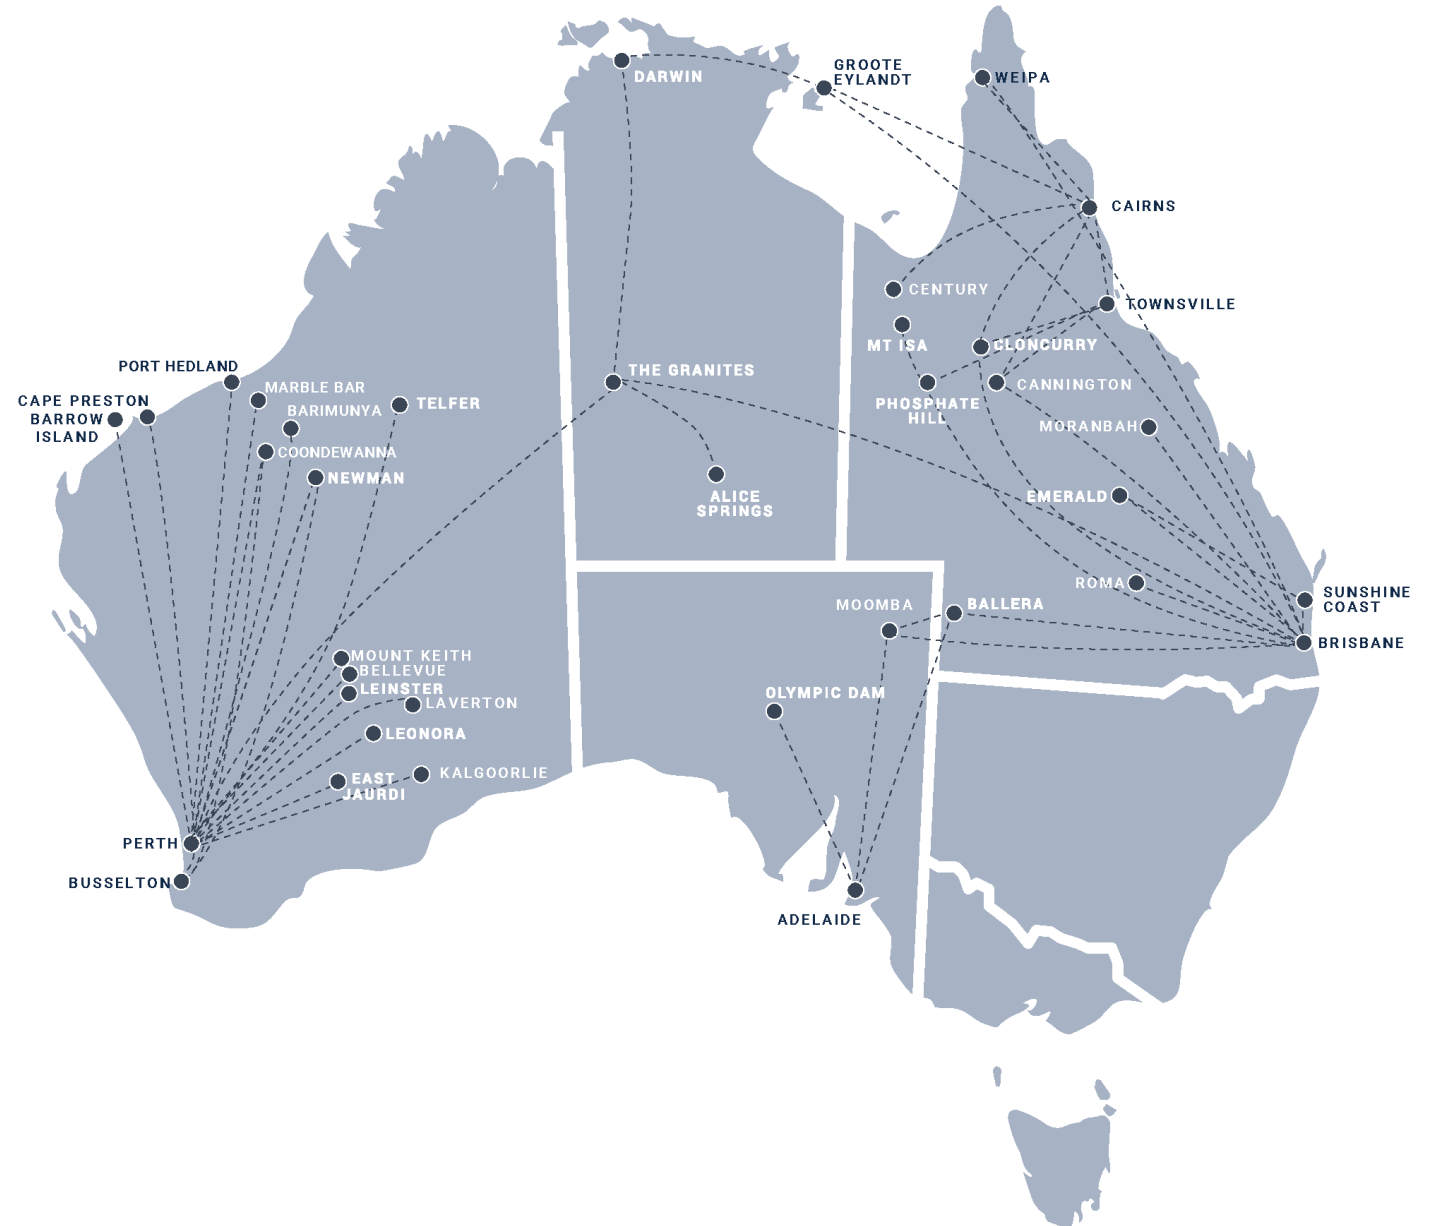 GROOTE
EYLANDT
DARWIN
WEIPA
CAIRNS
CENTURY
TOWNSVILLE
MT ISA
CLONCURRY
PORT HEDLAND
THE GRANITES
MARBLE BAR
CANNINGTON
CAPE PRESTON
BARIMUNYA
TELFER
PHOSPHATE
HILL
BARROW
ISLAND
MORANBAH
COONDEWANNA
NEWMAN
ALICE
SPRINGS
EMERALD
ROMA
SUNSHINE
COAST
MOOMBA
BALLERA
BRISBANE
MOUNT KEITH
BELLEVUE
LEINSTER
OLYMPIC DAM
LAVERTON
LEONORA
EAST
JAURDI
KALGOORLIE
PERTH
BUSSELTON
ADELAIDE